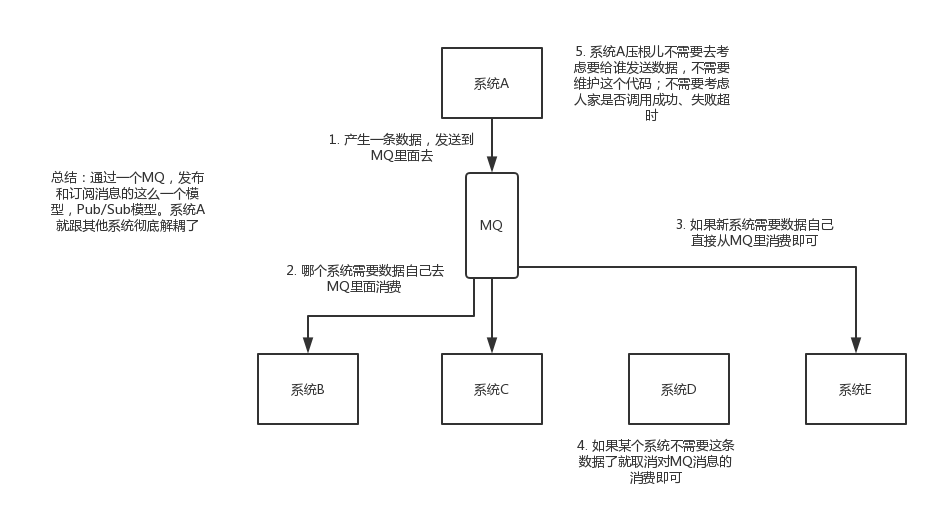 系统A
5. 系统A压根儿不需要去考
虑要给谁发送数据，不需要
维护这个代码；不需要考虑
人家是否调用成功、失败超
时
1. 产生一条数据，发送到
MQ里面去
总结：通过一个MQ，发布
和订阅消息的这么一个模
型，Pub/Sub模型。系统A
就跟其他系统彻底解耦了
MQ
3. 如果新系统需要数据自己
直接从MQ里消费即可
2. 哪个系统需要数据自己去
MQ里面消费
系统B
系统C
系统D
系统E
4. 如果某个系统不需要这条
数据了就取消对MQ消息的
消费即可